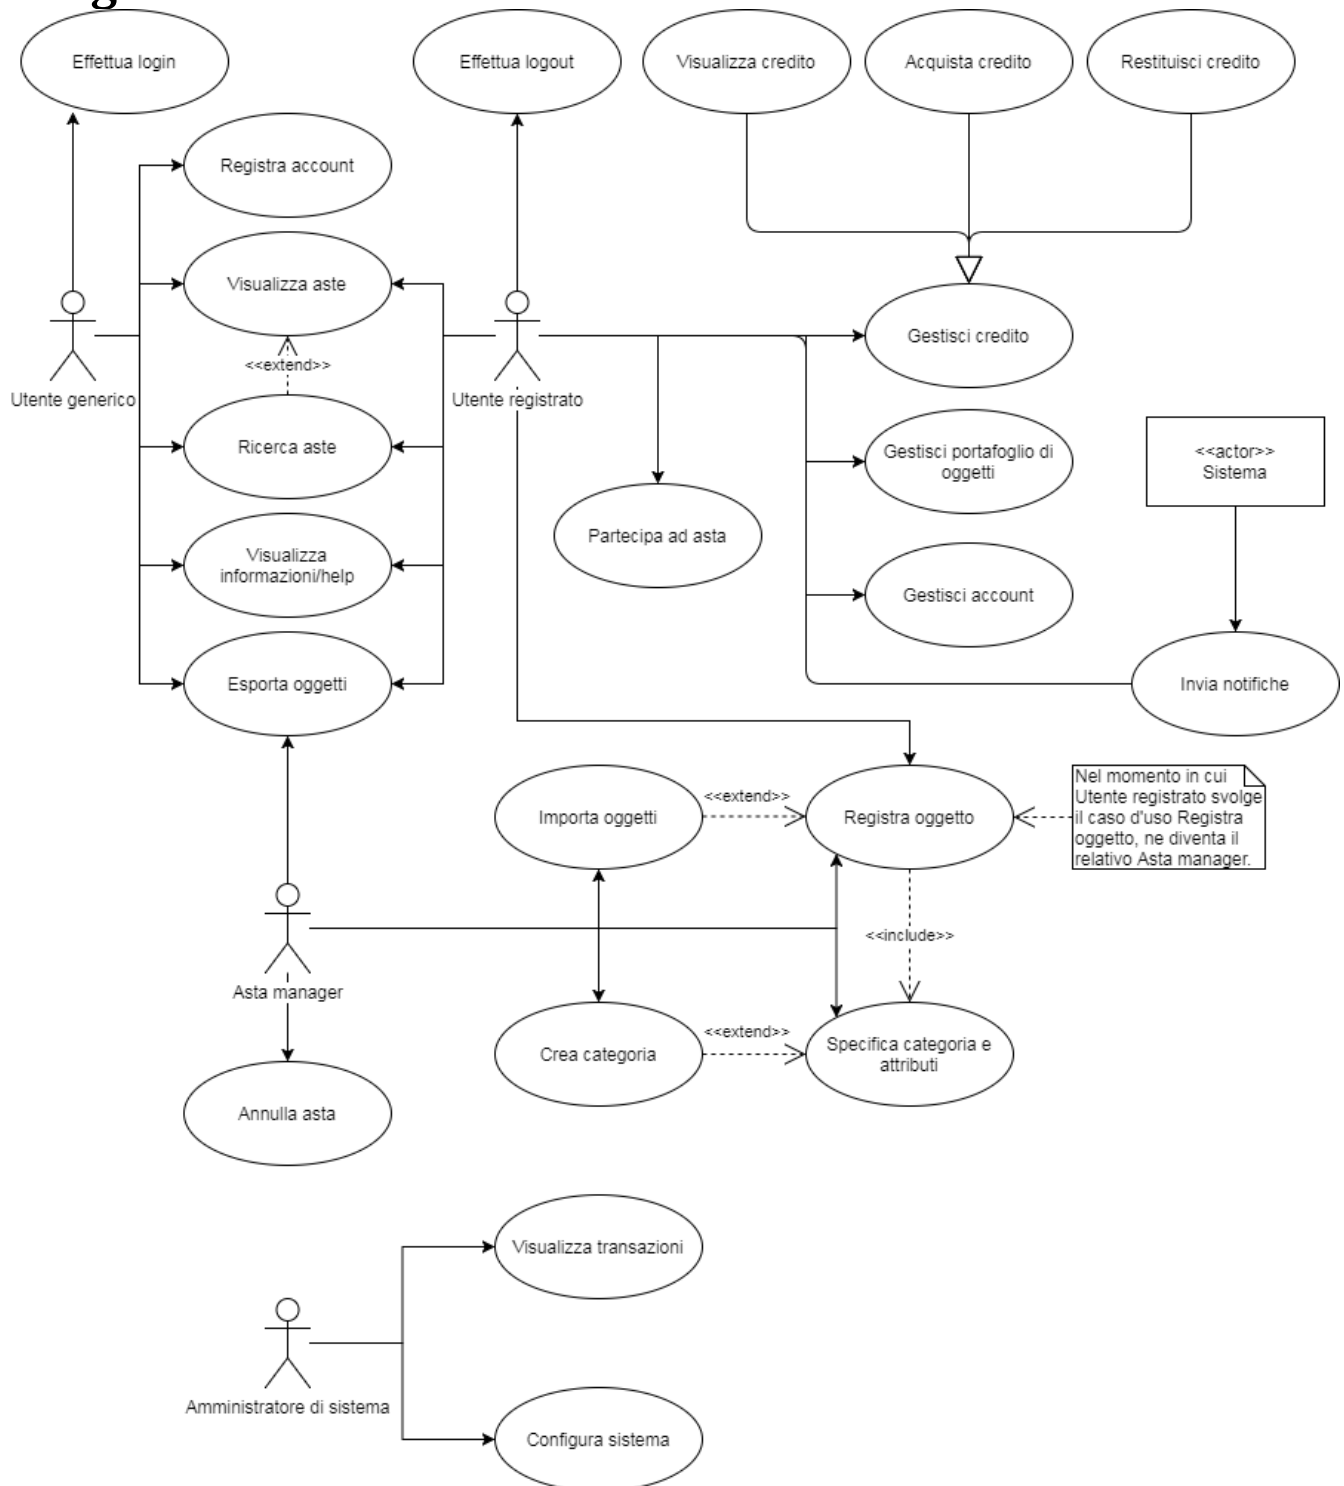 Effettua login
Effettua logout
Visualizza credito
Acquista credito
Restituisci credito
Registra account
Visualizza aste
<<extend>>
Utente generico
Utente registrato
Gestisci credito
Ricerca aste
Gestisci portafoglio di
oggetti
<<actor>>
Sistema
Partecipa ad asta
Visualizza
informazioni/help
Gestisci account
Esporta oggetti
Invia notifiche
Importa oggetti
<<extend>>
Registra oggetto
Nel momento in cui
Utente registrato svolge
il caso d'uso Registra
oggetto, ne diventa il
relativo Asta manager.
<<include>>
Asta manager
Crea categoria
<<extend>>
Specifica categoria e
attributi
Annulla asta
Visualizza transazioni
Amministratore di sistema
Configura sistema